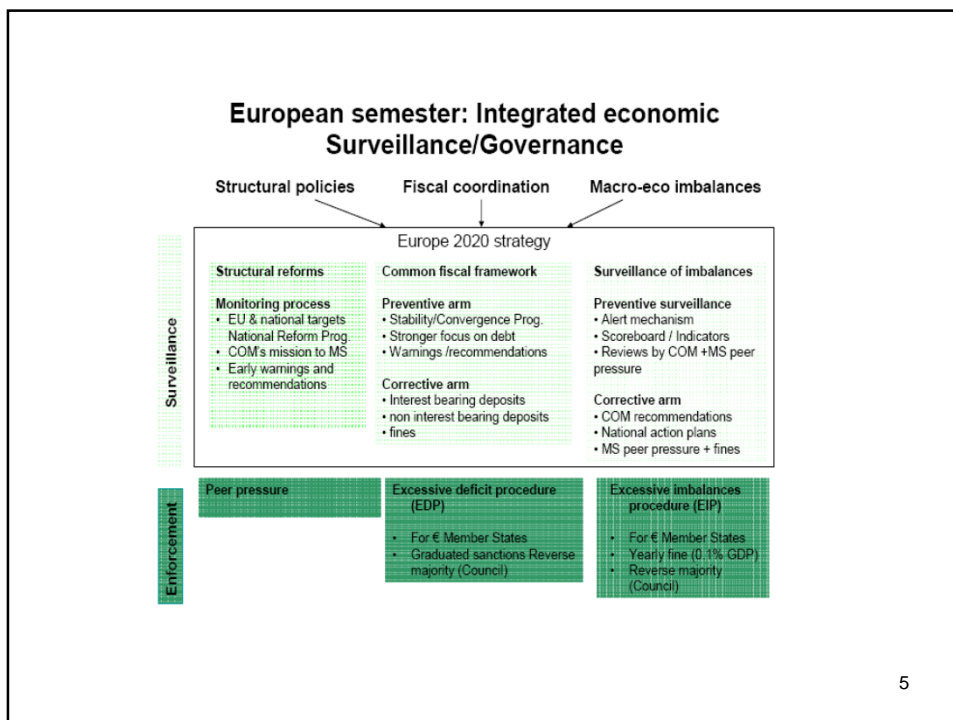 European semester: Integrated economic
Surveillance/Governance
Structural policies
Fiscal coordination
Macro-eco imbalances
Europe 2020 strategy
Surveillance
Structural reforms
Monitoring process
• EU & national targets
National Reform Prog.
• COM's mission to MS
• Early warnings and
recommendations
Common fiscal framework
Preventive arm
• Stability/Convergence Prog.
• Stronger focus on debt
• Warnings /recommendations
Corrective arm
• Interest bearing deposits
• non interest bearing deposits
• fines
Surveillance of imbalances
Preventive surveillance
• Alert mechanism
• Scoreboard / Indicators
• Reviews by COM +MS peer
pressure
Corrective arm
• COM recommendations
• National action plans
• MS peer pressure + fines
Enforcement
Peer pressure
Excessive deficit procedure
(EDP)
• For € Member States
• Graduated sanctions Reverse
majority (Council)
Excessive imbalances
procedure (EIP)
• For € Member States
• Yearly fine (0.1% GDP)
• Reverse majority
(Council)
5